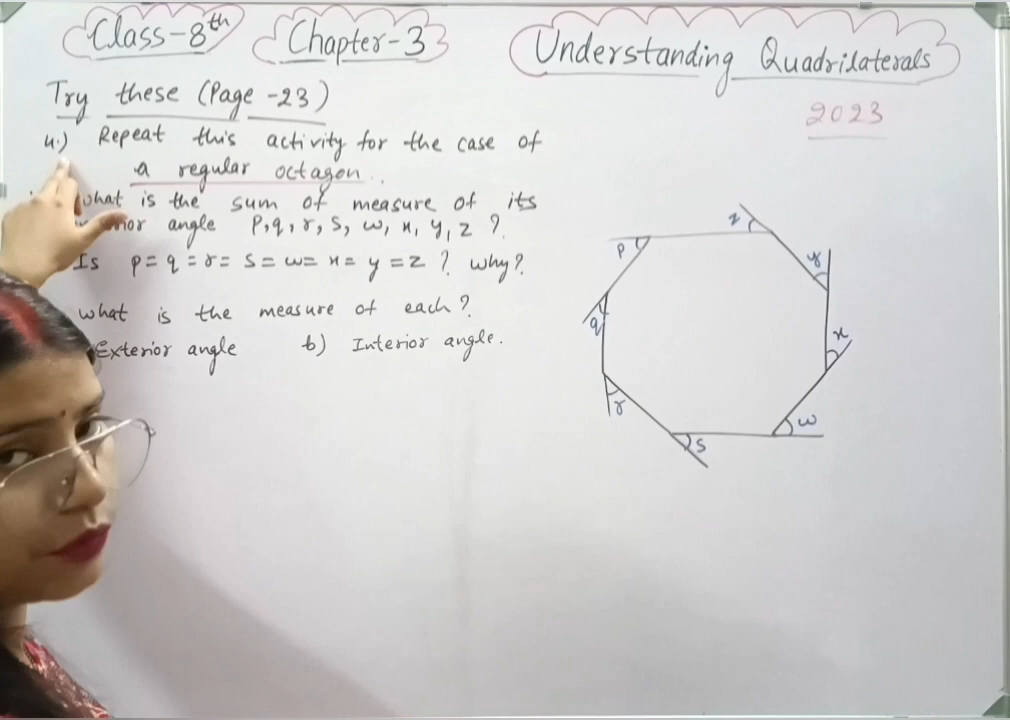 Class-8th Chapter-3 Understanding Quadrilaterals
2023
Try these (Page -23)
4.) Repeat this activity for the case of
a regular octagon.
what is the sum of measure of its
angle p, q, r, s, w, x, y, z ?
Is p = q = r = s = w = x = y = z ? why?
what is the measure of each?
Exterior angle b) Interior angle.
z
p
y
q
x
r
w
s